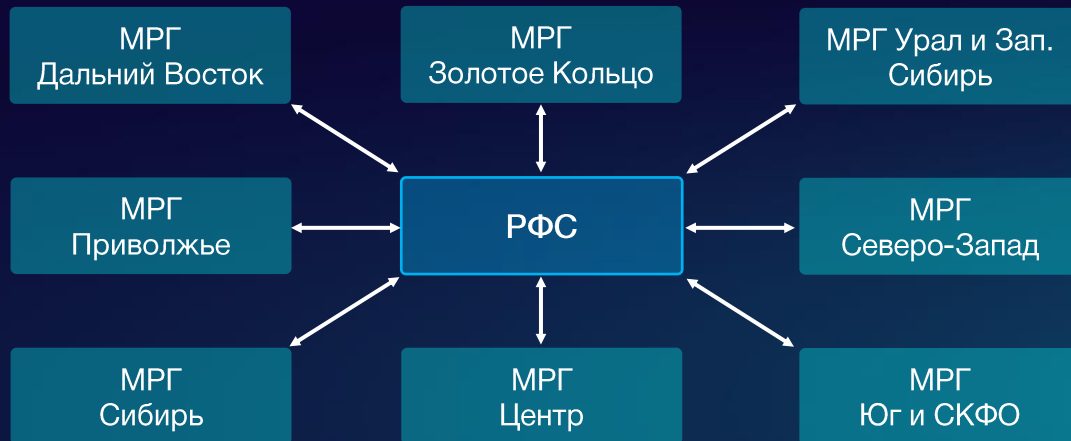 МРГ
Дальний Восток
МРГ
Золотое Кольцо
МРГ Урал и Зап.
Сибирь
МРГ
Приволжье
РФС
МРГ
Северо-Запад
МРГ
Сибирь
МРГ
Центр
МРГ
Юг и СКФО